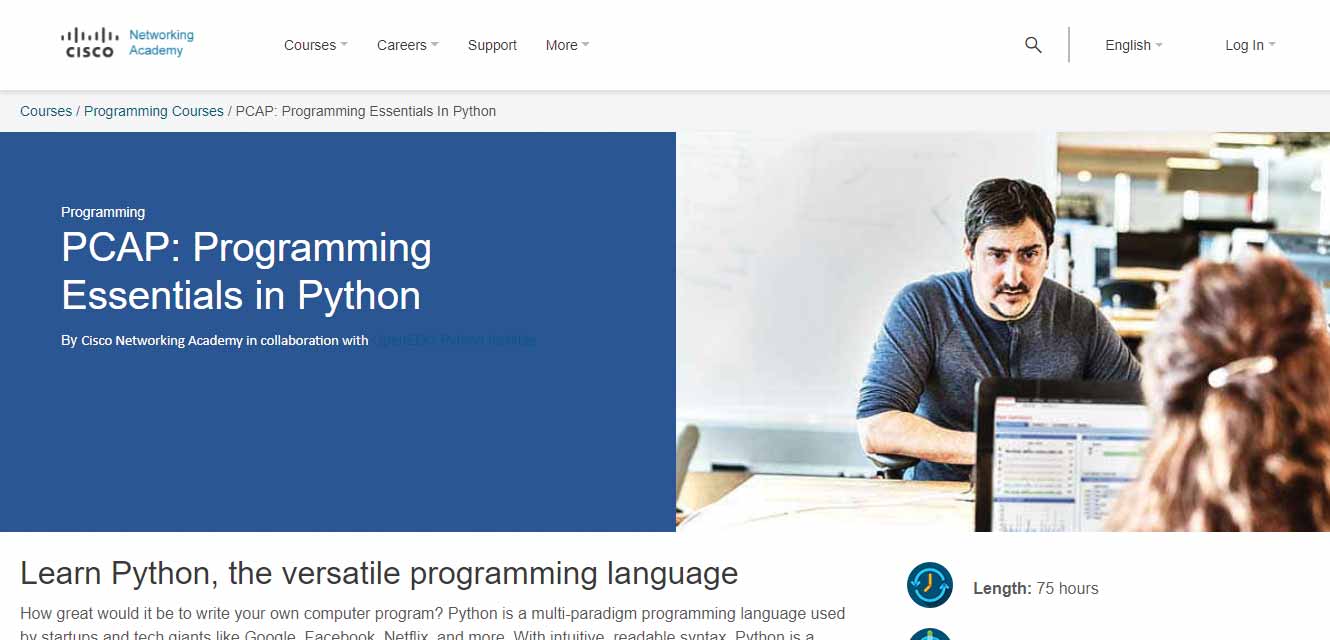 CISCO
Networking
Academy
Courses
Careers
Support
More
English
Log In
Courses / Programming Courses / PCAP: Programming Essentials In Python
Programming
PCAP: Programming
Essentials in Python
By Cisco Networking Academy in collaboration with OpenEDG Python Institute
Learn Python, the versatile programming language
Length: 75 hours
How great would it be to write your own computer program? Python is a multi-paradigm programming language used
by startups and tech giants like Google, Facebook, Netflix, and more. With intuitive, readable syntax, Python is a